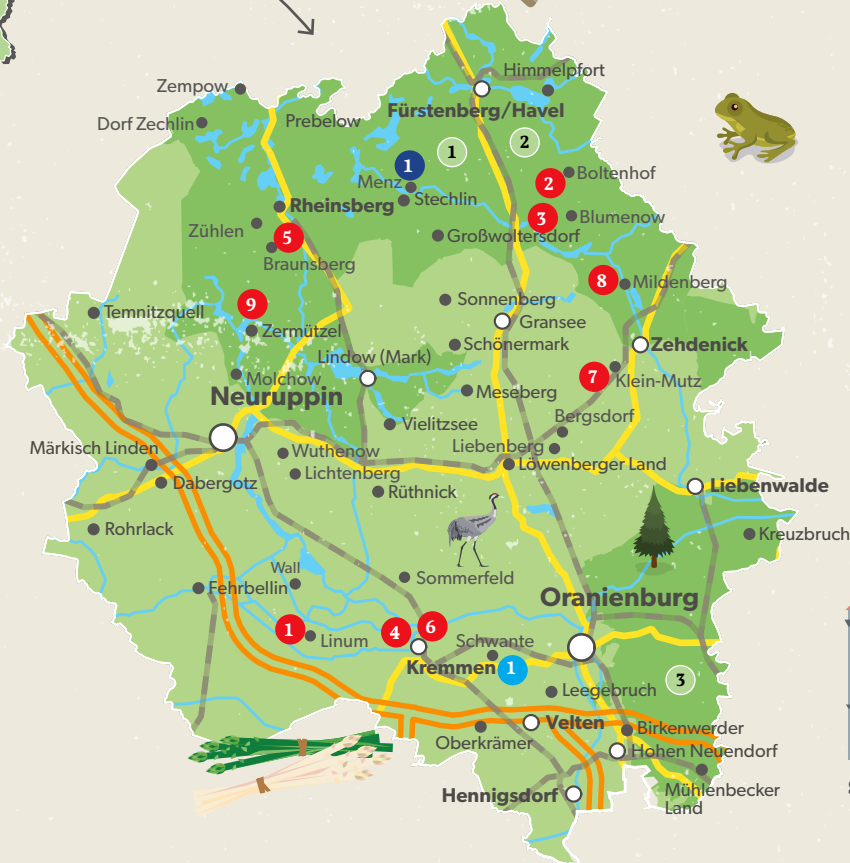 Himmelpfort
Zempow
Fürstenberg/Havel
Dorf Zechlin
Prebelow
1
2
1
Menz
2
Boltenhof
Rheinsberg
Stechlin
3
Blumenow
Zühlen
5
Großwoltersdorf
Braunsberg
8
Mildenberg
9
Sonnenberg
Temnitzquell
Gransee
Zermützel
Schönermark
Zehdenick
Lindow (Mark)
7
Klein-Mutz
Molchow
Meseberg
Neuruppin
Bergsdorf
Vielitzsee
Märkisch Linden
Wuthenow
Liebenberg
Löwenberger Land
Lichtenberg
Dabergotz
Rüthnick
Liebenwalde
Rohrlack
Kreuzbruch
Wall
Sommerfeld
Fehrbellin
Oranienburg
1
Linum
4
6
Schwante
Kremmen
1
3
Leegebruch
Velten
Birkenwerder
Oberkrämer
Hohen Neuendorf
Hennigsdorf
Mühlenbecker
Land